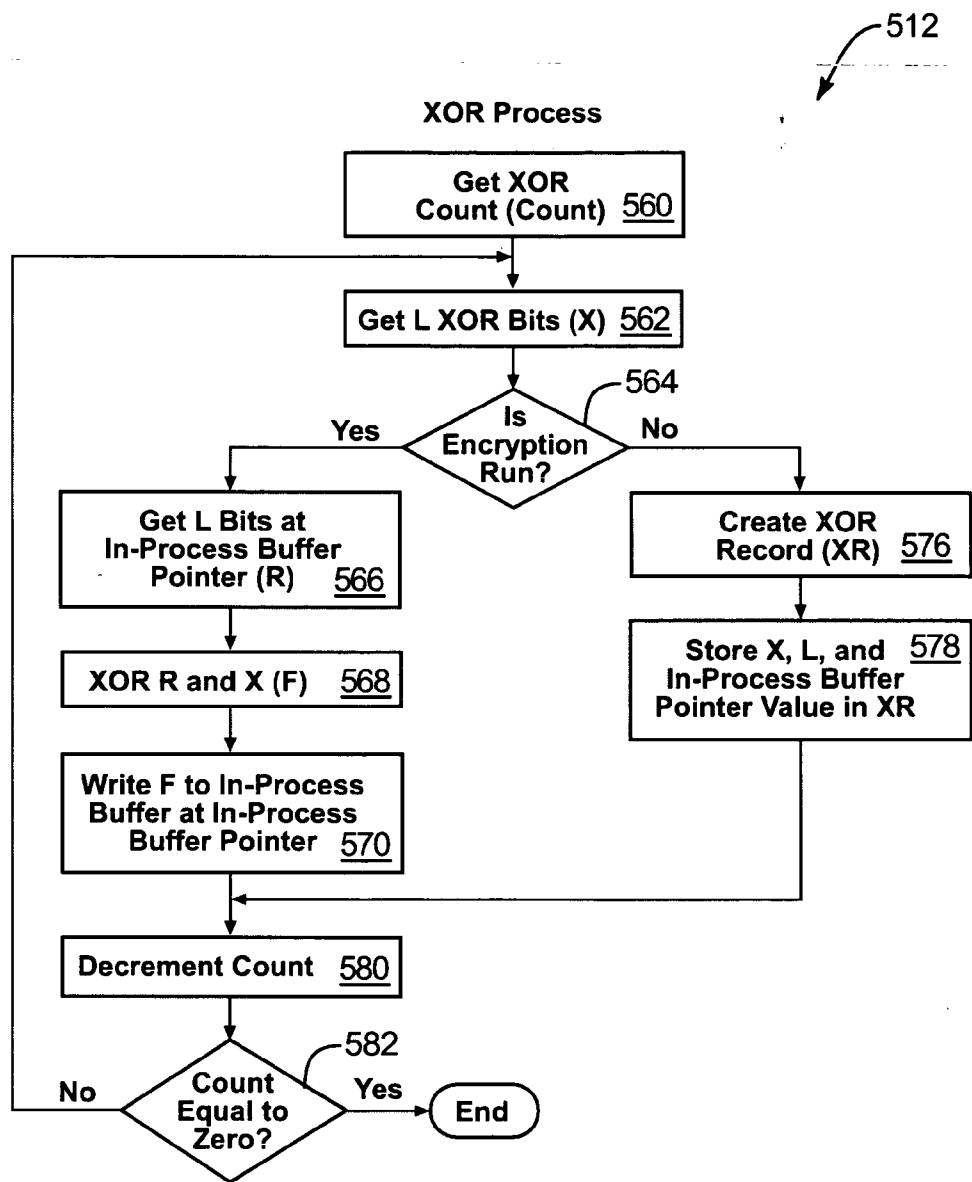 512
XOR Process
Get XOR
Count (Count) 560
Get L XOR Bits (X) 562
564
Is
Encryption
Run?
Yes
No
Get L Bits at
In-Process Buffer
Pointer (R) 566
Create XOR
Record (XR) 576
XOR R and X (F) 568
Store X, L, and 578
In-Process Buffer
Pointer Value in XR
Write F to In-Process
Buffer at In-Process
Buffer Pointer 570
Decrement Count 580
582
Count
Equal to
Zero?
No
Yes
End